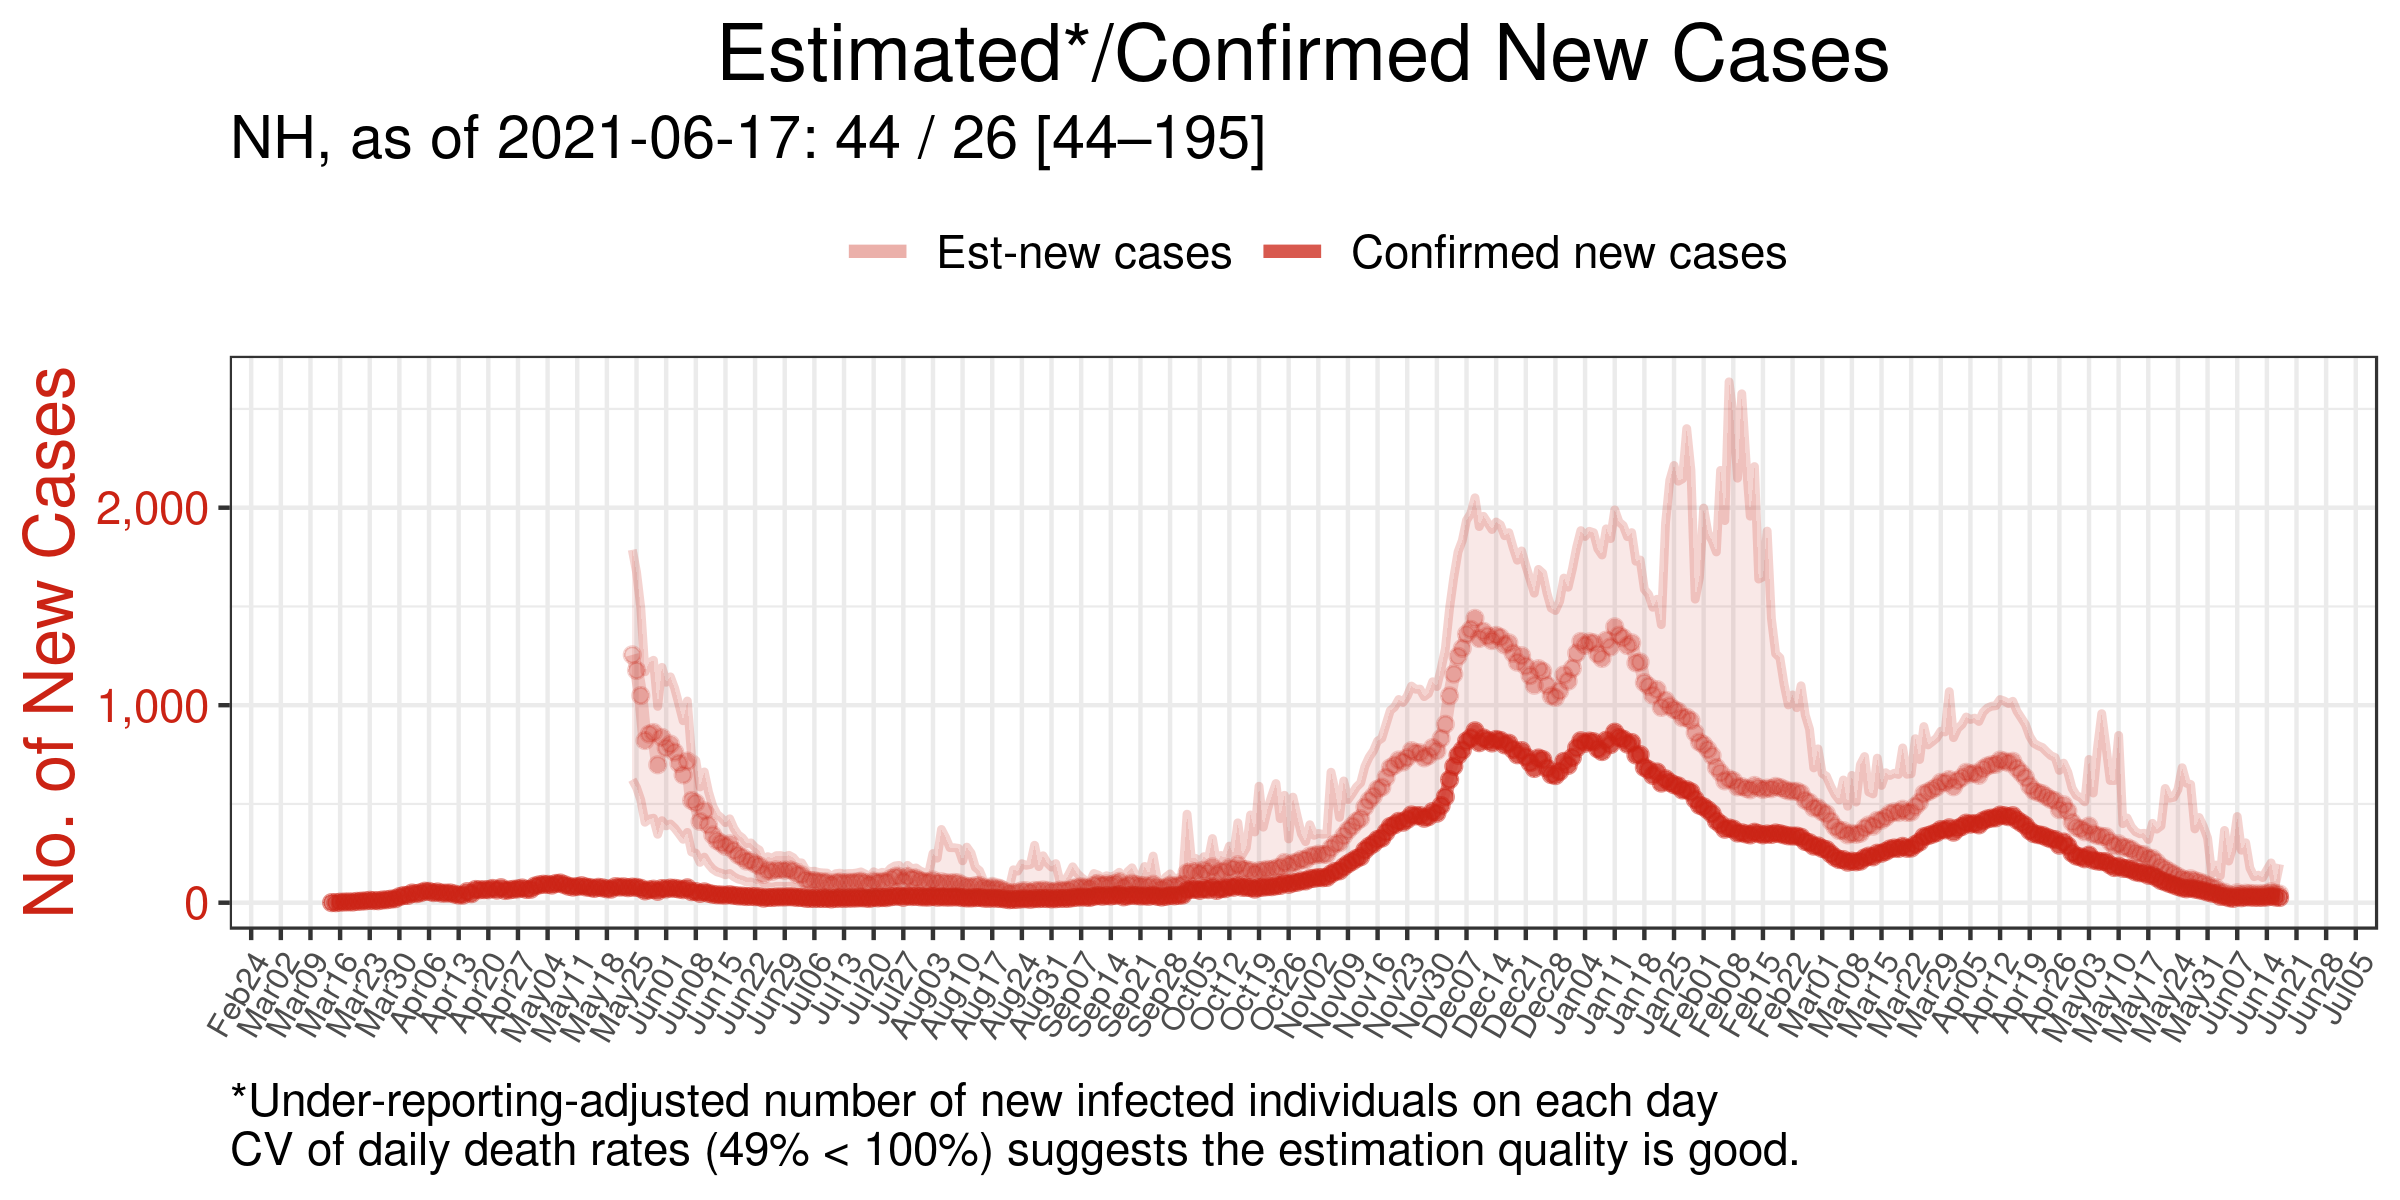 Estimated*/Confirmed New Cases
NH, as of 2021-06-17: 44 / 26 [44–195]
Est-new cases
Confirmed new cases
No. of New Cases
2,000
1,000
0
Feb24
Mar02
Mar09
Mar16
Mar23
Mar30
Apr06
Apr13
Apr20
Apr27
May04
May11
May18
May25
Jun01
Jun08
Jun15
Jun22
Jun29
Jul06
Jul13
Jul20
Jul27
Aug03
Aug10
Aug17
Aug24
Aug31
Sep07
Sep14
Sep21
Sep28
Oct05
Oct12
Oct19
Oct26
Nov02
Nov09
Nov16
Nov23
Nov30
Dec07
Dec14
Dec21
Dec28
Jan04
Jan11
Jan18
Jan25
Feb01
Feb08
Feb15
Feb22
Mar01
Mar08
Mar15
Mar22
Mar29
Apr05
Apr12
Apr19
Apr26
May03
May10
May17
May24
May31
Jun07
Jun14
Jun21
Jun28
Jul05
*Under-reporting-adjusted number of new infected individuals on each day
CV of daily death rates (49% < 100%) suggests the estimation quality is good.